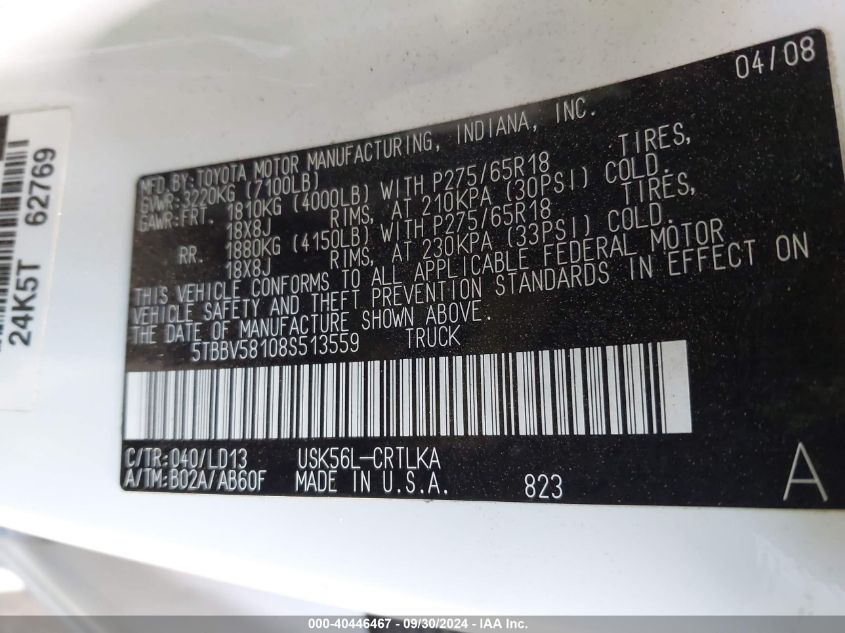 04/08
MFD.BY:TOYOTA MOTOR MANUFACTURING, INDIANA, INC.
GVWR:3220KG (7100LB)
GAWR:FRT. 1810KG (4000LB) WITH P275/65R18 TIRES,
18X8J RIMS, AT 210KPA (30PSI) COLD.
RR. 1880KG (4150LB) WITH P275/65R18 TIRES,
18X8J RIMS, AT 230KPA (33PSI) COLD.
THIS VEHICLE CONFORMS TO ALL APPLICABLE FEDERAL MOTOR
VEHICLE SAFETY AND THEFT PREVENTION STANDARDS IN EFFECT ON
THE DATE OF MANUFACTURE SHOWN ABOVE.
5TBBV58108S513559 TRUCK
C/TR:040/LD13 USK56L-CRTLKA
A/TM:B02A/AB60F MADE IN U.S.A. 823 A
24K5T 62769
000-40446467 - 09/30/2024 - IAA Inc.